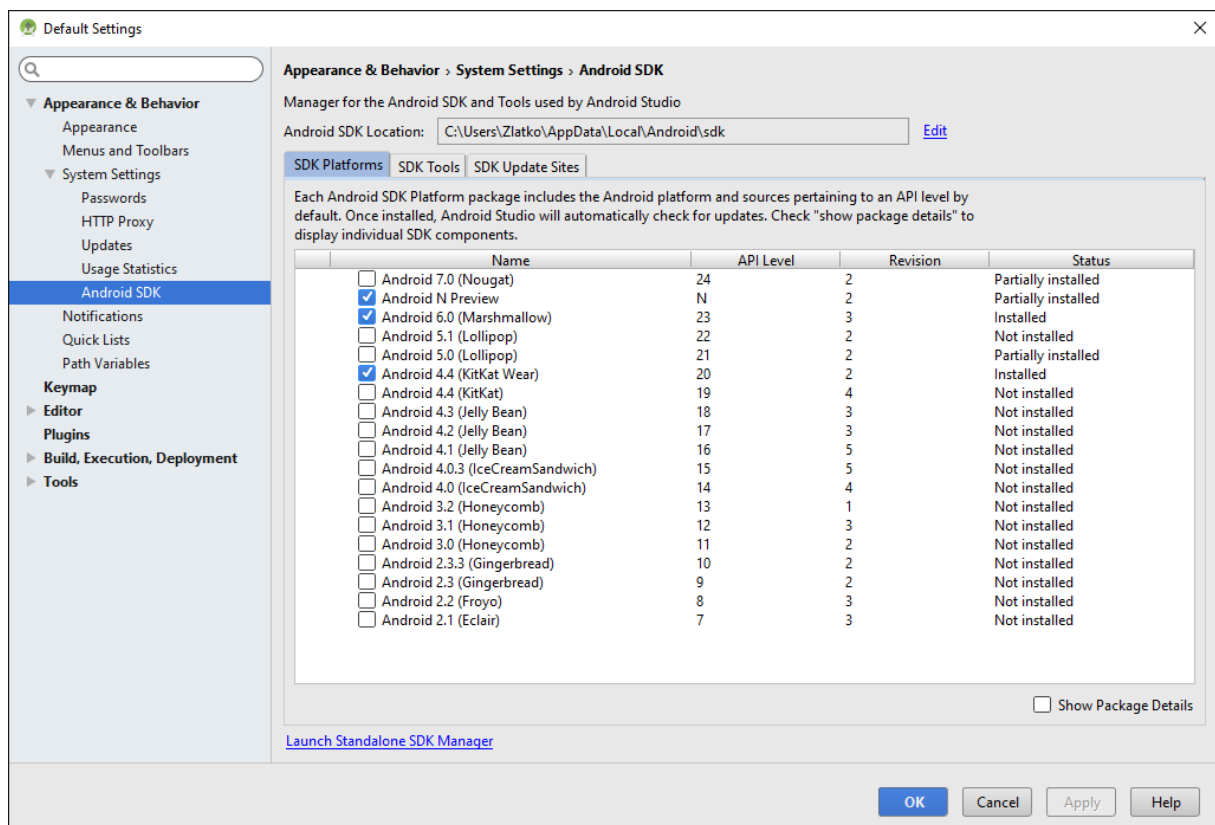 Default Settings
Appearance & Behavior › System Settings › Android SDK
Appearance & Behavior
Appearance
Menus and Toolbars
System Settings
Passwords
HTTP Proxy
Updates
Usage Statistics
Android SDK
Notifications
Quick Lists
Path Variables
Keymap
Editor
Plugins
Build, Execution, Deployment
Tools
Manager for the Android SDK and Tools used by Android Studio
Android SDK Location: C:\Users\Zlatko\AppData\Local\Android\sdk Edit
SDK Platforms SDK Tools SDK Update Sites
Each Android SDK Platform package includes the Android platform and sources pertaining to an API level by
default. Once installed, Android Studio will automatically check for updates. Check "show package details" to
display individual SDK components.
Name API Level Revision Status
Android 7.0 (Nougat) 24 2 Partially installed
Android N Preview N 2 Partially installed
Android 6.0 (Marshmallow) 23 3 Installed
Android 5.1 (Lollipop) 22 2 Not installed
Android 5.0 (Lollipop) 21 2 Partially installed
Android 4.4 (KitKat Wear) 20 2 Installed
Android 4.4 (KitKat) 19 4 Not installed
Android 4.3 (Jelly Bean) 18 3 Not installed
Android 4.2 (Jelly Bean) 17 3 Not installed
Android 4.1 (Jelly Bean) 16 5 Not installed
Android 4.0.3 (IceCreamSandwich) 15 5 Not installed
Android 4.0 (IceCreamSandwich) 14 4 Not installed
Android 3.2 (Honeycomb) 13 1 Not installed
Android 3.1 (Honeycomb) 12 3 Not installed
Android 3.0 (Honeycomb) 11 2 Not installed
Android 2.3.3 (Gingerbread) 10 2 Not installed
Android 2.3 (Gingerbread) 9 2 Not installed
Android 2.2 (Froyo) 8 3 Not installed
Android 2.1 (Eclair) 7 3 Not installed
Show Package Details
Launch Standalone SDK Manager
OK Cancel Apply Help